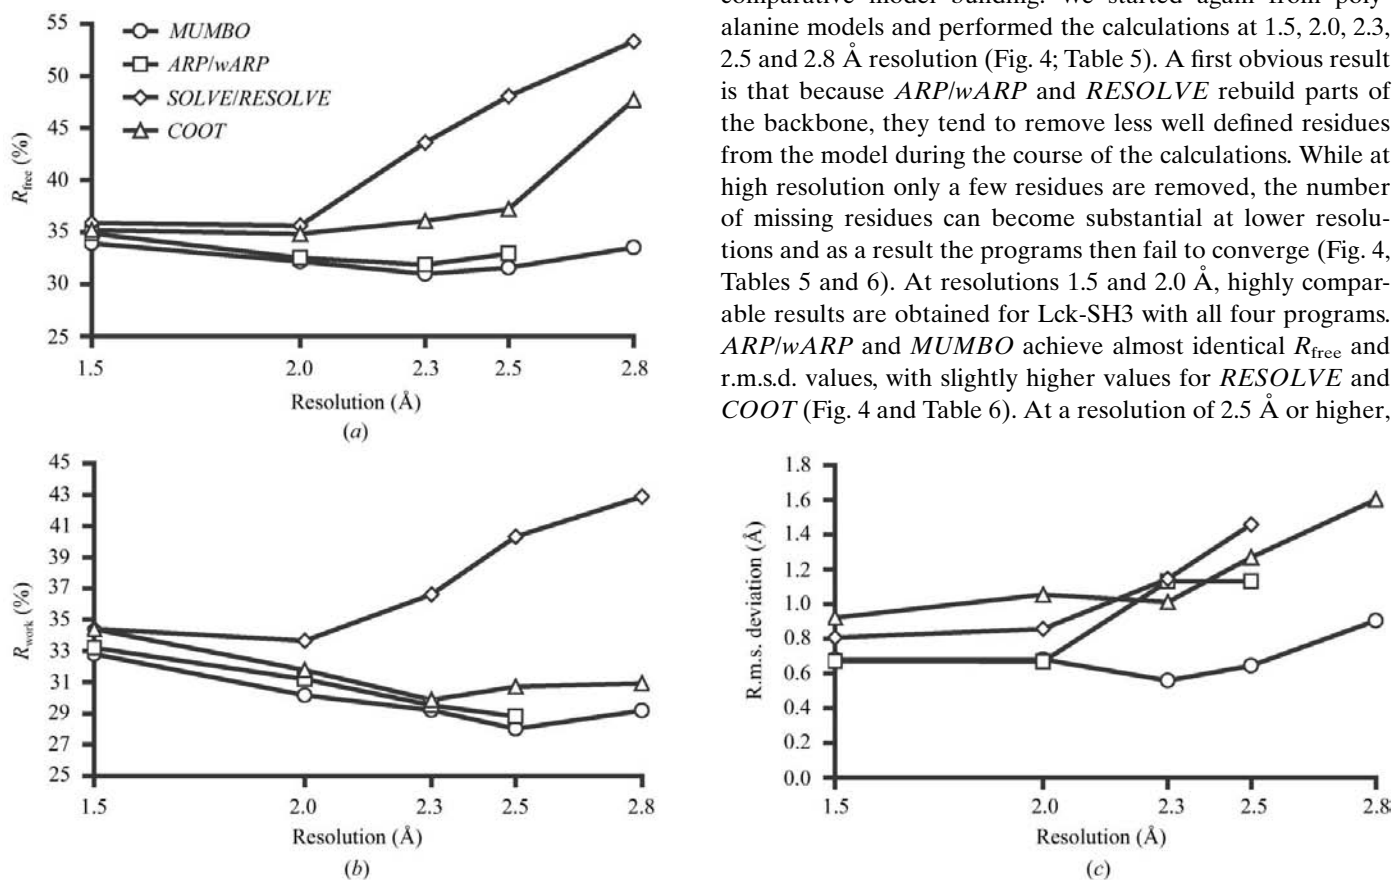 comparative model building. We started again from poly-
alanine models and performed the calculations at 1.5, 2.0, 2.3,
2.5 and 2.8 Å resolution (Fig. 4; Table 5). A first obvious result
is that because ARP/wARP and RESOLVE rebuild parts of
the backbone, they tend to remove less well defined residues
from the model during the course of the calculations. While at
high resolution only a few residues are removed, the number
of missing residues can become substantial at lower resolu-
tions and as a result the programs then fail to converge (Fig. 4,
Tables 5 and 6). At resolutions 1.5 and 2.0 Å, highly compar-
able results are obtained for Lck-SH3 with all four programs.
ARP/wARP and MUMBO achieve almost identical Rfree and
r.m.s.d. values, with slightly higher values for RESOLVE and
COOT (Fig. 4 and Table 6). At a resolution of 2.5 Å or higher,
MUMBO
ARP/wARP
SOLVE/RESOLVE
COOT
Rfree (%)
55
50
45
40
35
30
25
1.5 2.0 2.3 2.5 2.8
Resolution (Å)
(a)
Rwork (%)
45
43
41
39
37
35
33
31
29
27
25
1.5 2.0 2.3 2.5 2.8
Resolution (Å)
(b)
R.m.s. deviation (Å)
1.8
1.6
1.4
1.2
1.0
0.8
0.6
0.4
0.2
0.0
1.5 2.0 2.3 2.5 2.8
Resolution (Å)
(c)